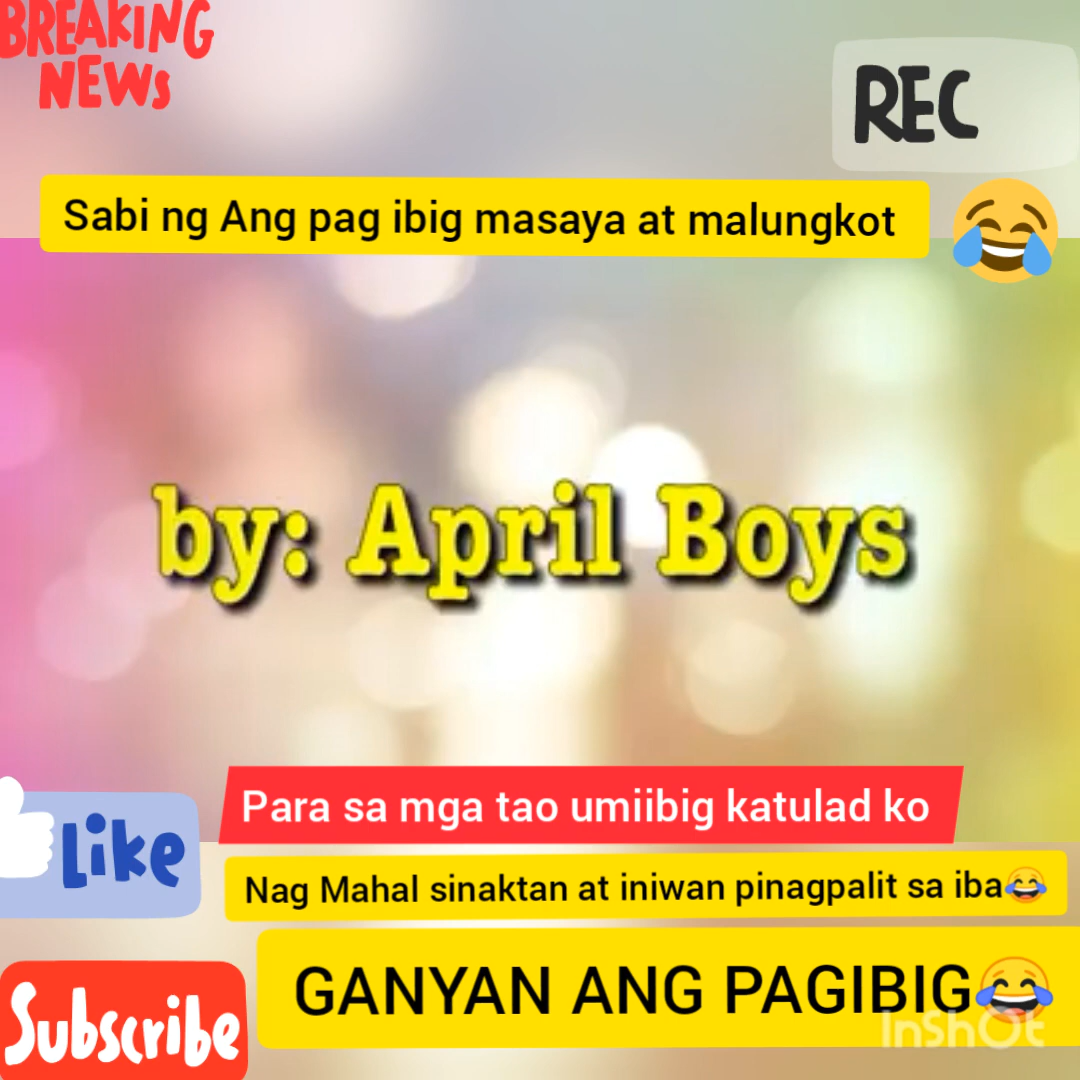 BREAKING
NEWS
REC
Sabi ng Ang pag ibig masaya at malungkot
by: April Boys
Para sa mga tao umiibig katulad ko
Like
Nag Mahal sinaktan at iniwan pinagpalit sa iba😂
GANYAN ANG PAGIBIG😂
Subscribe
InShOt